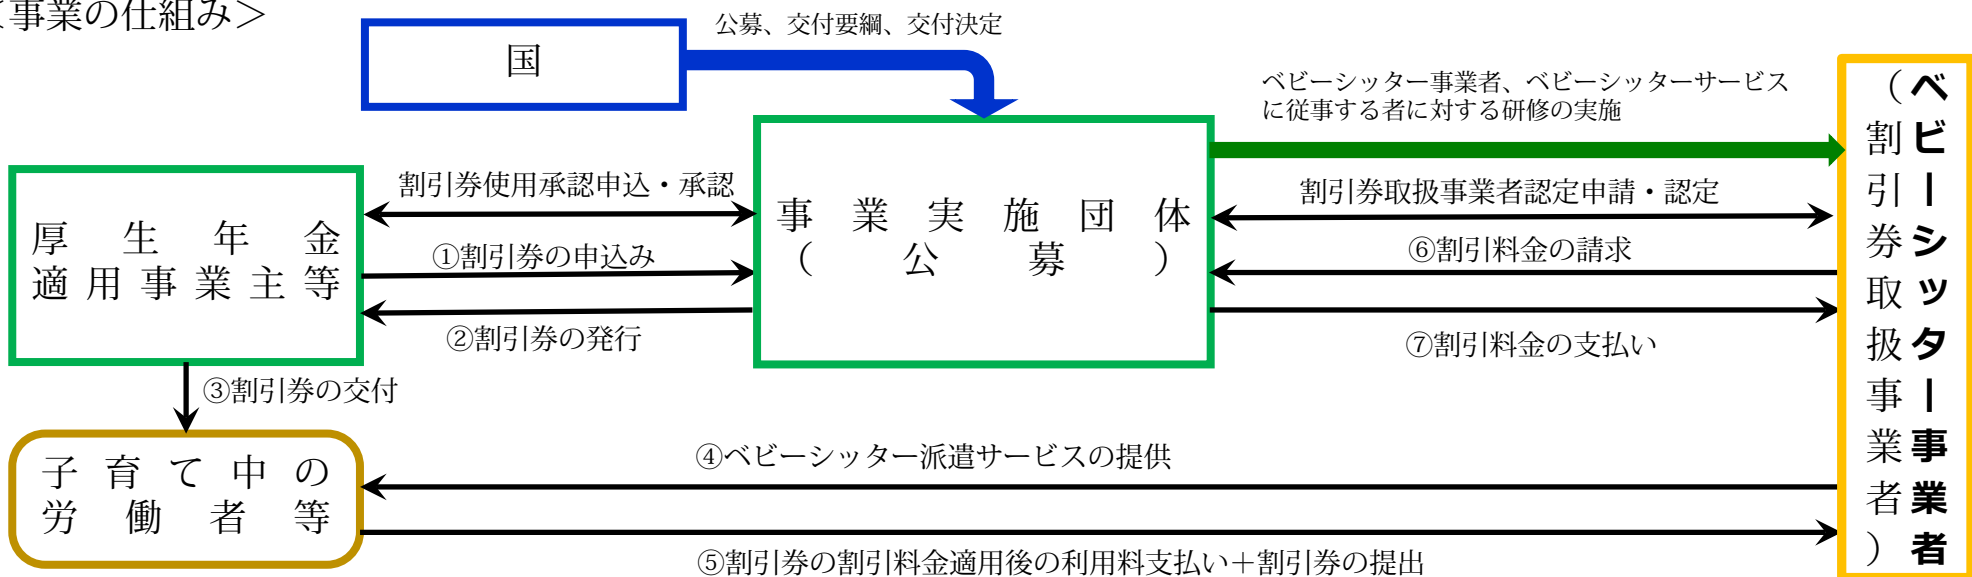 <事業の仕組み>
公募、交付要綱、交付決定
国
ベビーシッター事業者、ベビーシッターサービス
に従事する者に対する研修の実施
割引券使用承認申込・承認
事業実施団体
(公募)
割引券取扱事業者認定申請・認定
厚生年金
適用事業主等
①割引券の申込み
⑥割引料金の請求
②割引券の発行
⑦割引料金の支払い
③割引券の交付
子育て中の
労働者等
④ベビーシッター派遣サービスの提供
⑤割引券の割引料金適用後の利用料支払い+割引券の提出
ベビーシッター事業者
(割引券取扱事業者)